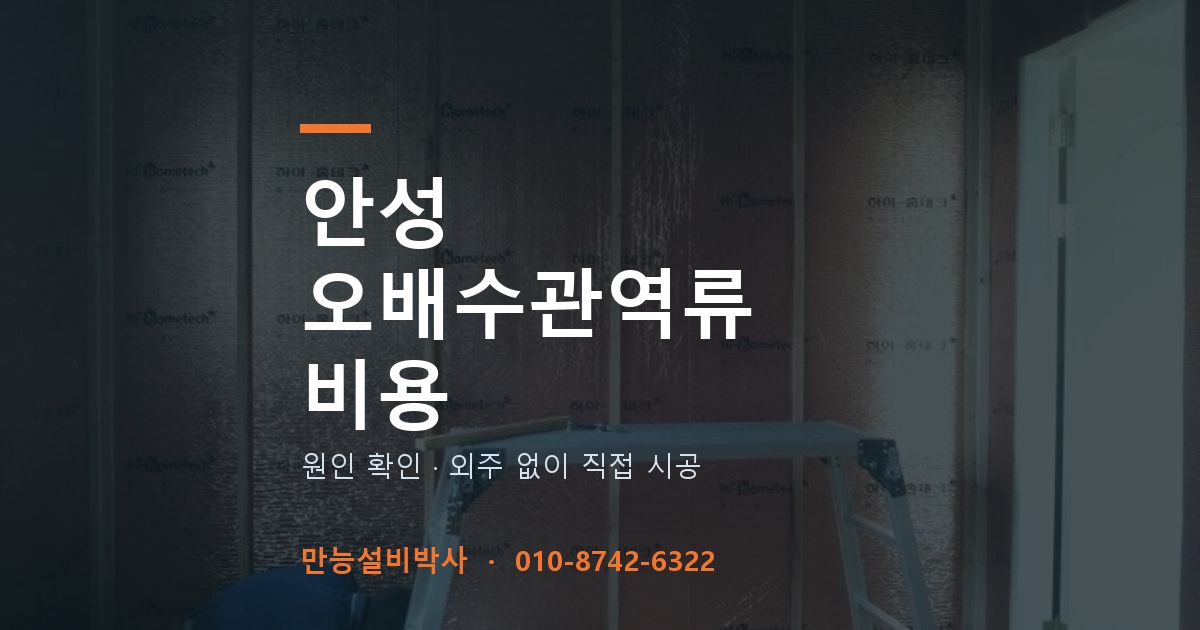 안성
오배수관역류
비용
원인 확인 · 외주 없이 직접 시공
만능설비박사 · 010-8742-6322